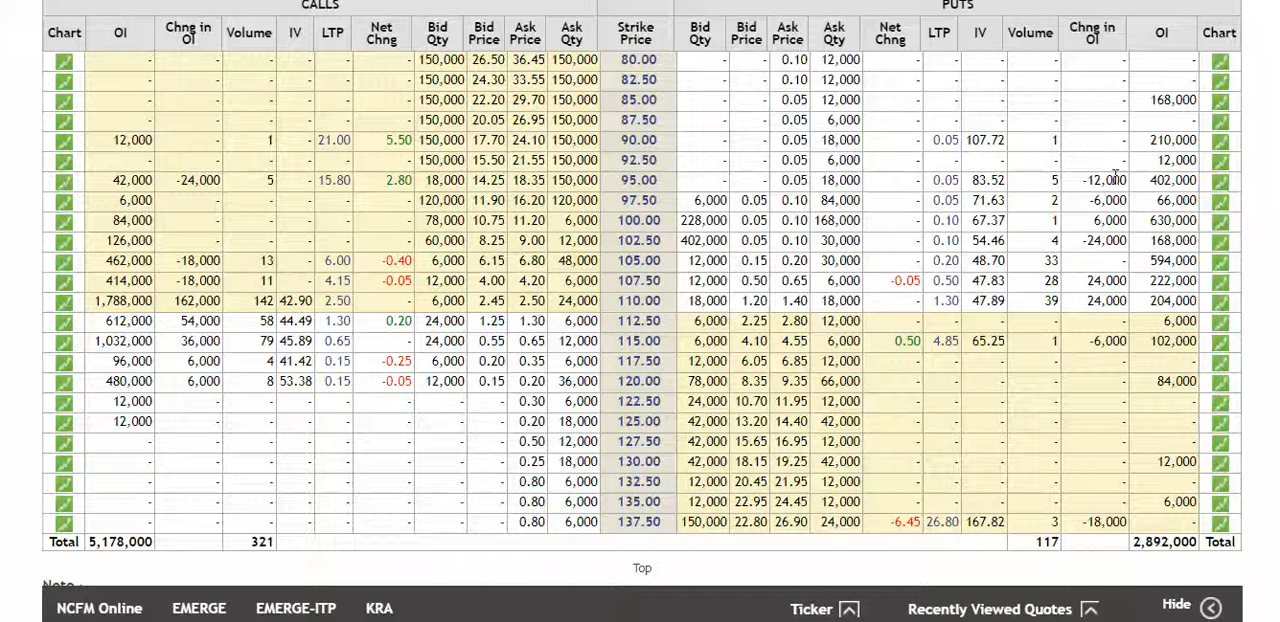 CALLS PUTS
Chart OI Chng in OI Volume IV LTP Net Chng Bid Qty Bid Price Ask Price Ask Qty Strike Price Bid Qty Bid Price Ask Price Ask Qty Net Chng LTP IV Volume Chng in OI OI Chart
- - - - - - 150,000 26.50 36.45 150,000 80.00 - - 0.10 12,000 - - - - - -
- - - - - - 150,000 24.30 33.55 150,000 82.50 - - 0.10 12,000 - - - - - -
- - - - - - 150,000 22.20 29.70 150,000 85.00 - - 0.05 12,000 - - - - - 168,000
- - - - - - 150,000 20.05 26.95 150,000 87.50 - - 0.05 6,000 - - - - - -
12,000 - 1 - 21.00 5.50 150,000 17.70 24.10 150,000 90.00 - - 0.05 18,000 - 0.05 107.72 1 - 210,000
- - - - - - 150,000 15.50 21.55 150,000 92.50 - - 0.05 6,000 - - - - - 12,000
42,000 -24,000 5 - 15.80 2.80 18,000 14.25 18.35 150,000 95.00 - - 0.05 18,000 - 0.05 83.52 5 -12,000 402,000
6,000 - - - - - 120,000 11.90 16.20 120,000 97.50 6,000 0.05 0.10 84,000 - 0.05 71.63 2 -6,000 66,000
84,000 - - - - - 78,000 10.75 11.20 6,000 100.00 228,000 0.05 0.10 168,000 - 0.10 67.37 1 6,000 630,000
126,000 - - - - - 60,000 8.25 9.00 12,000 102.50 402,000 0.05 0.10 30,000 - 0.10 54.46 4 -24,000 168,000
462,000 -18,000 13 - 6.00 -0.40 6,000 6.15 6.80 48,000 105.00 12,000 0.15 0.20 30,000 - 0.20 48.70 33 - 594,000
414,000 -18,000 11 - 4.15 -0.05 12,000 4.00 4.20 6,000 107.50 12,000 0.50 0.65 6,000 -0.05 0.50 47.83 28 24,000 222,000
1,788,000 162,000 142 42.90 2.50 - 6,000 2.45 2.50 24,000 110.00 18,000 1.20 1.40 18,000 - 1.30 47.89 39 24,000 204,000
612,000 54,000 58 44.49 1.30 0.20 24,000 1.25 1.30 6,000 112.50 6,000 2.25 2.80 12,000 - - - - - 6,000
1,032,000 36,000 79 45.89 0.65 - 24,000 0.55 0.65 12,000 115.00 6,000 4.10 4.55 6,000 0.50 4.85 65.25 1 -6,000 102,000
96,000 6,000 4 41.42 0.15 -0.25 6,000 0.20 0.35 6,000 117.50 12,000 6.05 6.85 12,000 - - - - - -
480,000 6,000 8 53.38 0.15 -0.05 12,000 0.15 0.20 36,000 120.00 78,000 8.35 9.35 66,000 - - - - - 84,000
12,000 - - - - - - - 0.30 6,000 122.50 24,000 10.70 11.95 12,000 - - - - - -
12,000 - - - - - - - 0.20 18,000 125.00 42,000 13.20 14.40 42,000 - - - - - -
- - - - - - - - 0.50 12,000 127.50 42,000 15.65 16.95 12,000 - - - - - -
- - - - - - - - 0.25 18,000 130.00 42,000 18.15 19.25 42,000 - - - - - 12,000
- - - - - - - - 0.80 6,000 132.50 12,000 20.45 21.95 12,000 - - - - - -
- - - - - - - - 0.80 6,000 135.00 12,000 22.95 24.45 12,000 - - - - - 6,000
- - - - - - - - 0.80 6,000 137.50 150,000 22.80 26.90 24,000 -6.45 26.80 167.82 3 -18,000 -
Total 5,178,000 321 117 2,892,000 Total
Top
Note :
NCFM Online EMERGE EMERGE-ITP KRA Ticker Recently Viewed Quotes Hide